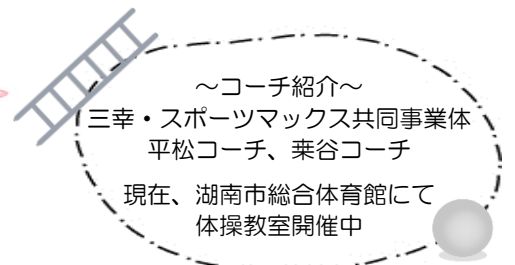 ～コーチ紹介～
三幸・スポーツマックス共同事業体
平松コーチ、乗谷コーチ
現在、湖南市総合体育館にて
体操教室開催中